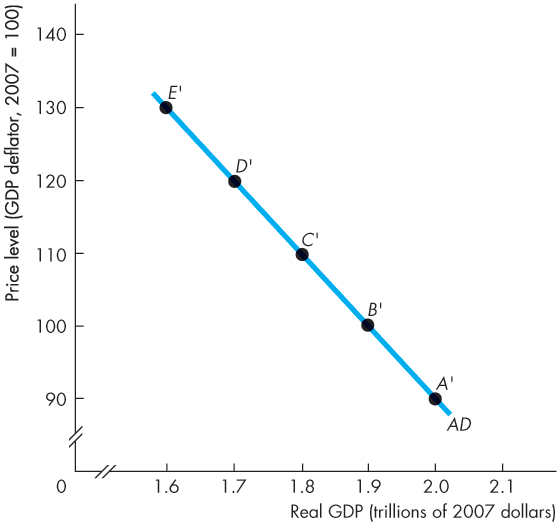 Price level (GDP deflator, 2007 = 100)
140
130
120
110
100
90
0
E'
D'
C'
B'
A'
AD
1.6 1.7 1.8 1.9 2.0 2.1
Real GDP (trillions of 2007 dollars)